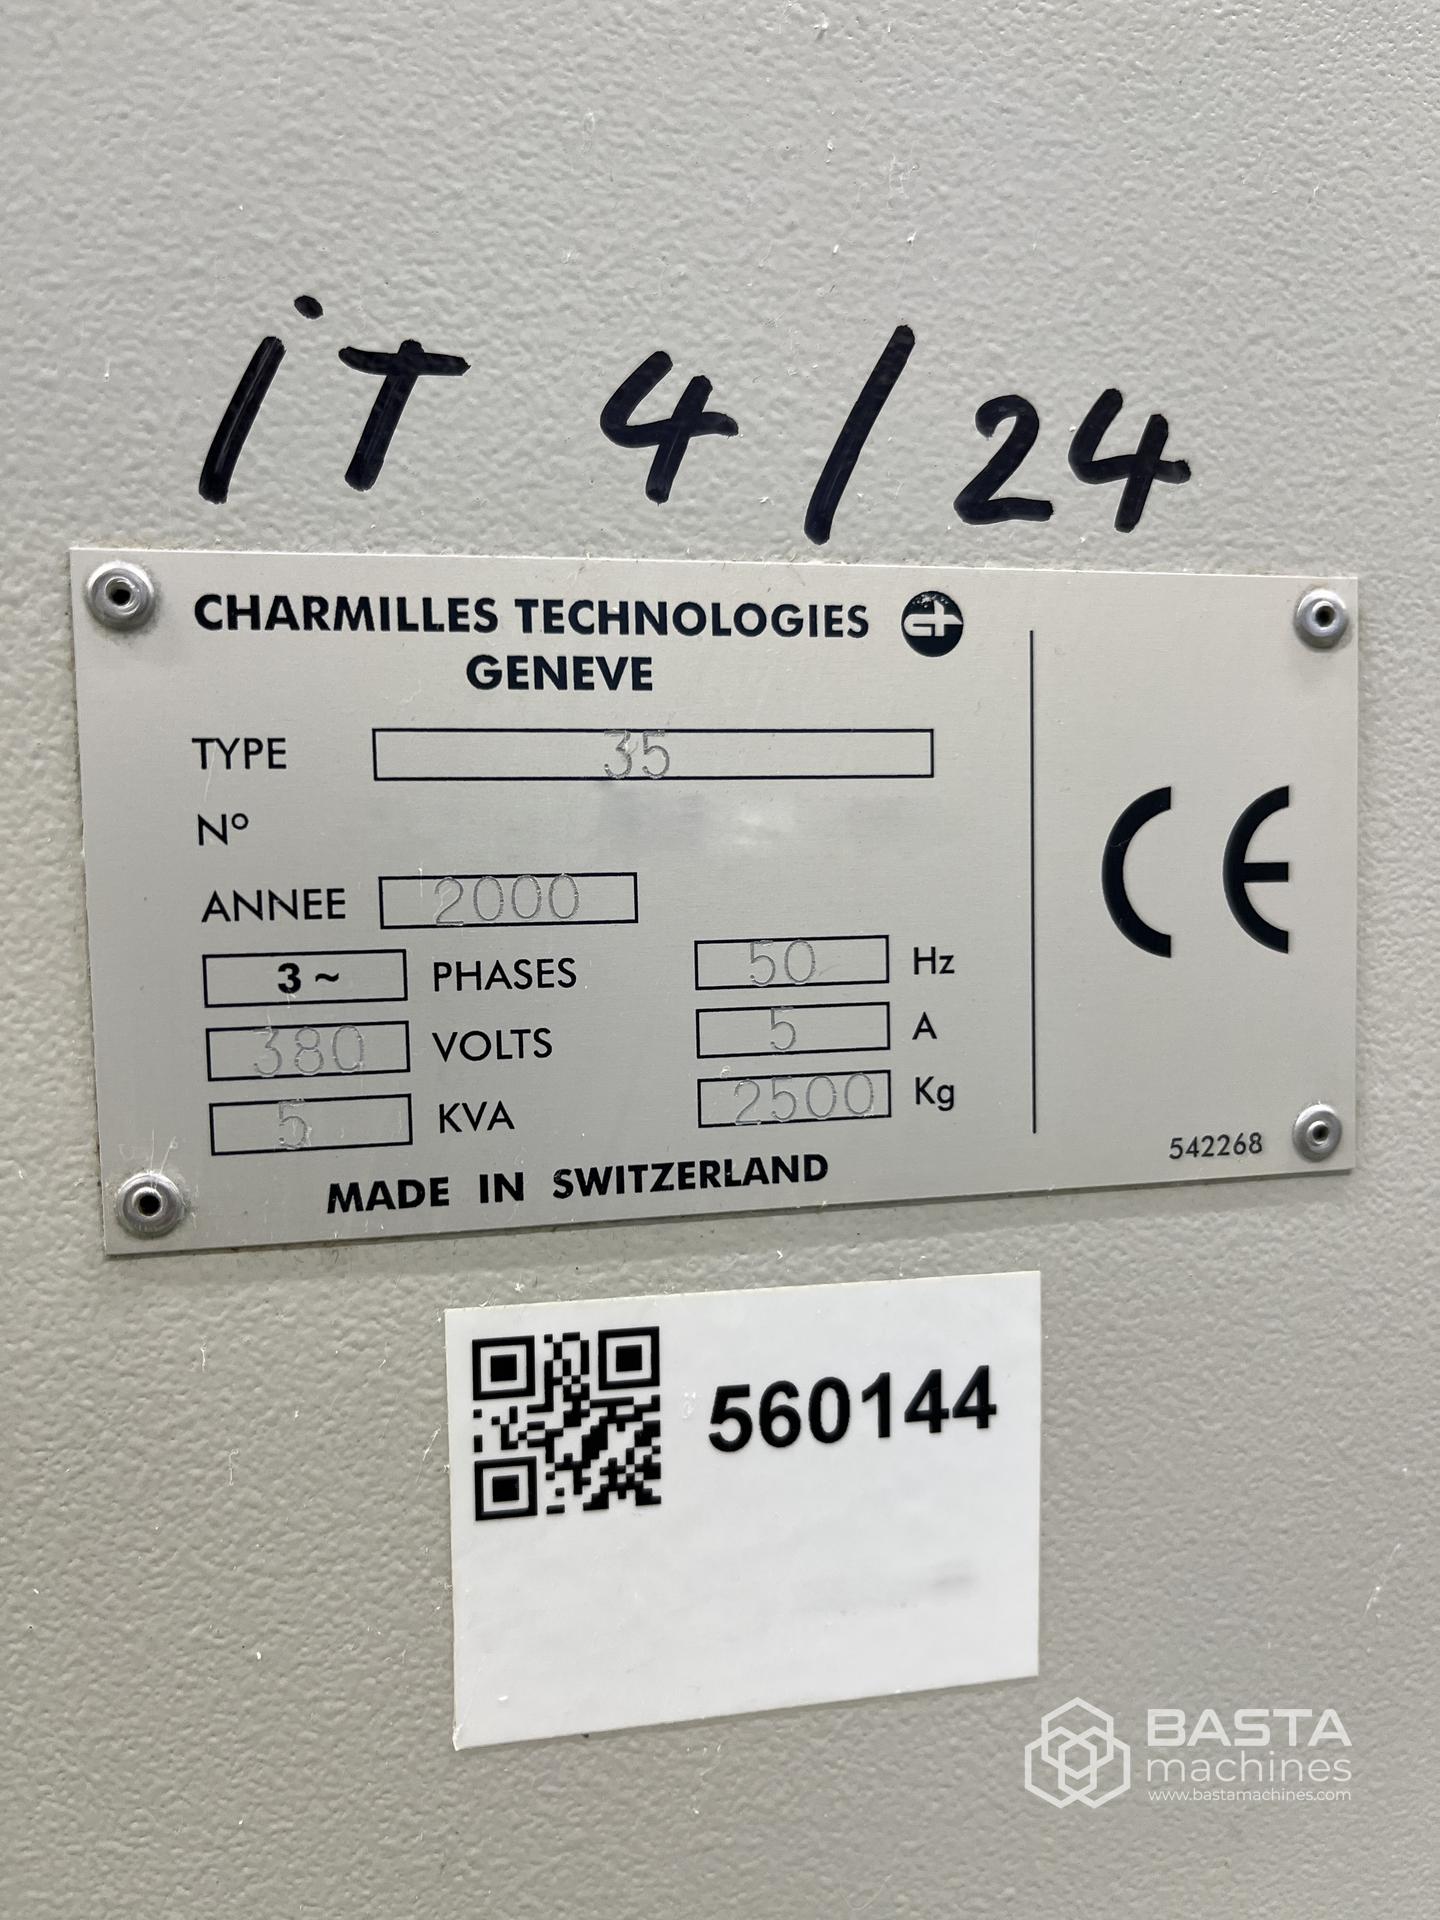 iT 4/24
CHARMILLES TECHNOLOGIES
GENEVE
TYPE 35
N°
ANNEE 2000
3~ PHASES 50 Hz
380 VOLTS 5 A
5 KVA 2500 Kg
MADE IN SWITZERLAND
CE
542268
560144
BASTA
machines
www.bastamachines.com